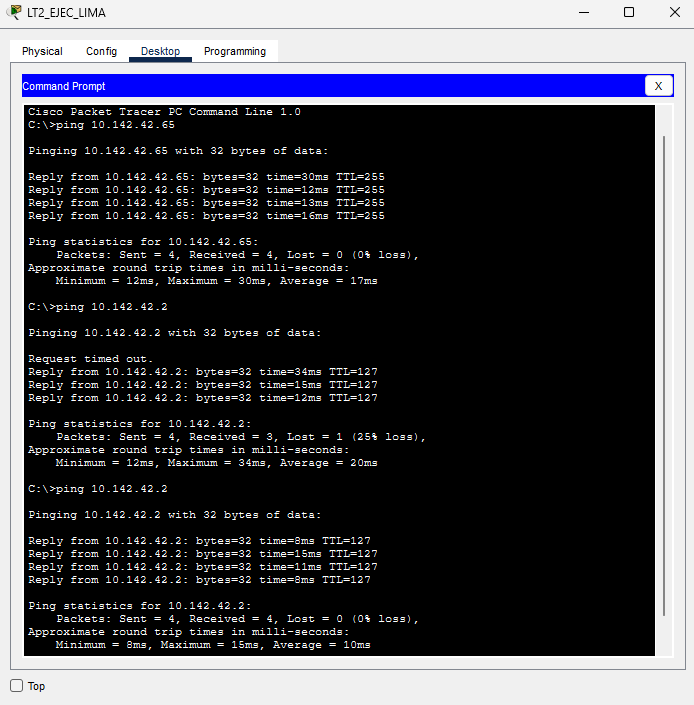 LT2_EJEC_LIMA
Physical Config Desktop Programming
Command Prompt X
Cisco Packet Tracer PC Command Line 1.0
C:\>ping 10.142.42.65
Pinging 10.142.42.65 with 32 bytes of data:
Reply from 10.142.42.65: bytes=32 time=30ms TTL=255
Reply from 10.142.42.65: bytes=32 time=12ms TTL=255
Reply from 10.142.42.65: bytes=32 time=13ms TTL=255
Reply from 10.142.42.65: bytes=32 time=16ms TTL=255
Ping statistics for 10.142.42.65:
Packets: Sent = 4, Received = 4, Lost = 0 (0% loss),
Approximate round trip times in milli-seconds:
Minimum = 12ms, Maximum = 30ms, Average = 17ms
C:\>ping 10.142.42.2
Pinging 10.142.42.2 with 32 bytes of data:
Request timed out.
Reply from 10.142.42.2: bytes=32 time=34ms TTL=127
Reply from 10.142.42.2: bytes=32 time=15ms TTL=127
Reply from 10.142.42.2: bytes=32 time=12ms TTL=127
Ping statistics for 10.142.42.2:
Packets: Sent = 4, Received = 3, Lost = 1 (25% loss),
Approximate round trip times in milli-seconds:
Minimum = 12ms, Maximum = 34ms, Average = 20ms
C:\>ping 10.142.42.2
Pinging 10.142.42.2 with 32 bytes of data:
Reply from 10.142.42.2: bytes=32 time=8ms TTL=127
Reply from 10.142.42.2: bytes=32 time=15ms TTL=127
Reply from 10.142.42.2: bytes=32 time=11ms TTL=127
Reply from 10.142.42.2: bytes=32 time=8ms TTL=127
Ping statistics for 10.142.42.2:
Packets: Sent = 4, Received = 4, Lost = 0 (0% loss),
Approximate round trip times in milli-seconds:
Minimum = 8ms, Maximum = 15ms, Average = 10ms
Top